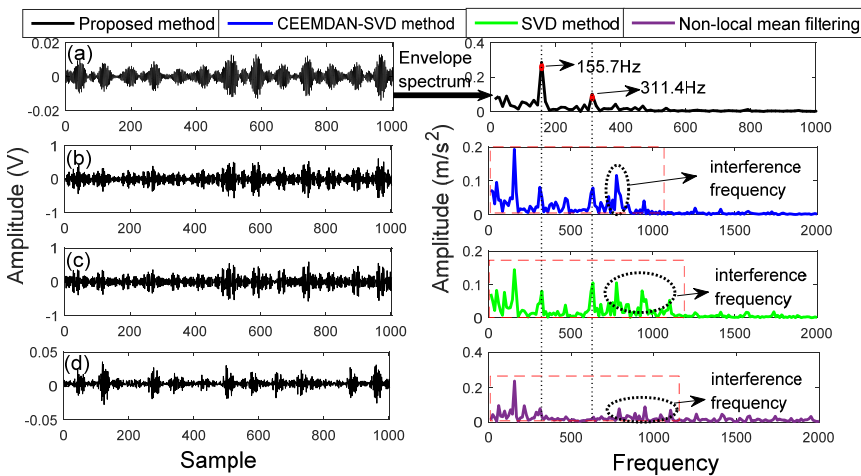 Proposed method CEEMDAN-SVD method SVD method Non-local mean filtering
(a)
0.02
0
-0.02
0 200 400 600 800 1000
Envelope
spectrum
0.4
0.2
0
155.7Hz
311.4Hz
0 200 400 600 800 1000
(b)
1
0
-1
0 200 400 600 800 1000
0.2
0.1
0
interference
frequency
0 500 1000 1500 2000
(c)
1
0
-1
0 200 400 600 800 1000
0.2
0.1
0
interference
frequency
0 500 1000 1500 2000
(d)
0.05
0
-0.05
0 200 400 600 800 1000
0.4
0.2
0
interference
frequency
0 500 1000 1500 2000
Amplitude (V)
Amplitude (m/s²)
Sample
Frequency